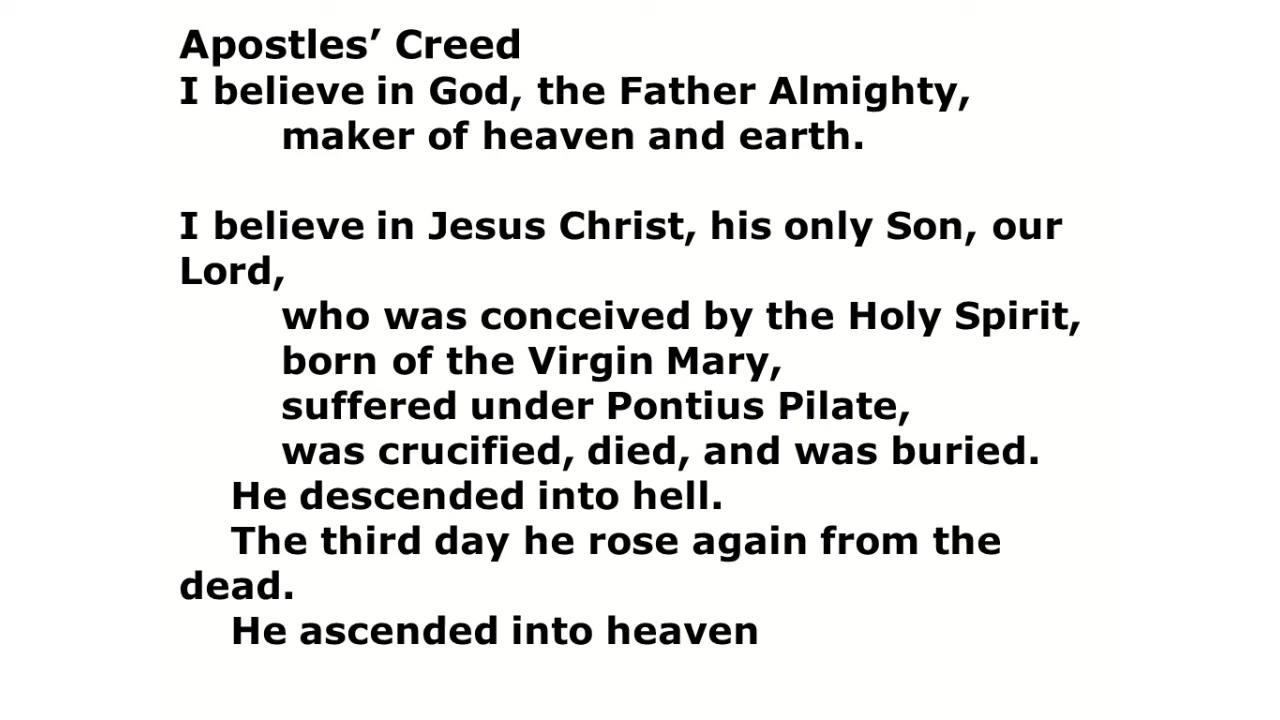 Apostles’ Creed
I believe in God, the Father Almighty,
maker of heaven and earth.
I believe in Jesus Christ, his only Son, our
Lord,
who was conceived by the Holy Spirit,
born of the Virgin Mary,
suffered under Pontius Pilate,
was crucified, died, and was buried.
He descended into hell.
The third day he rose again from the
dead.
He ascended into heaven